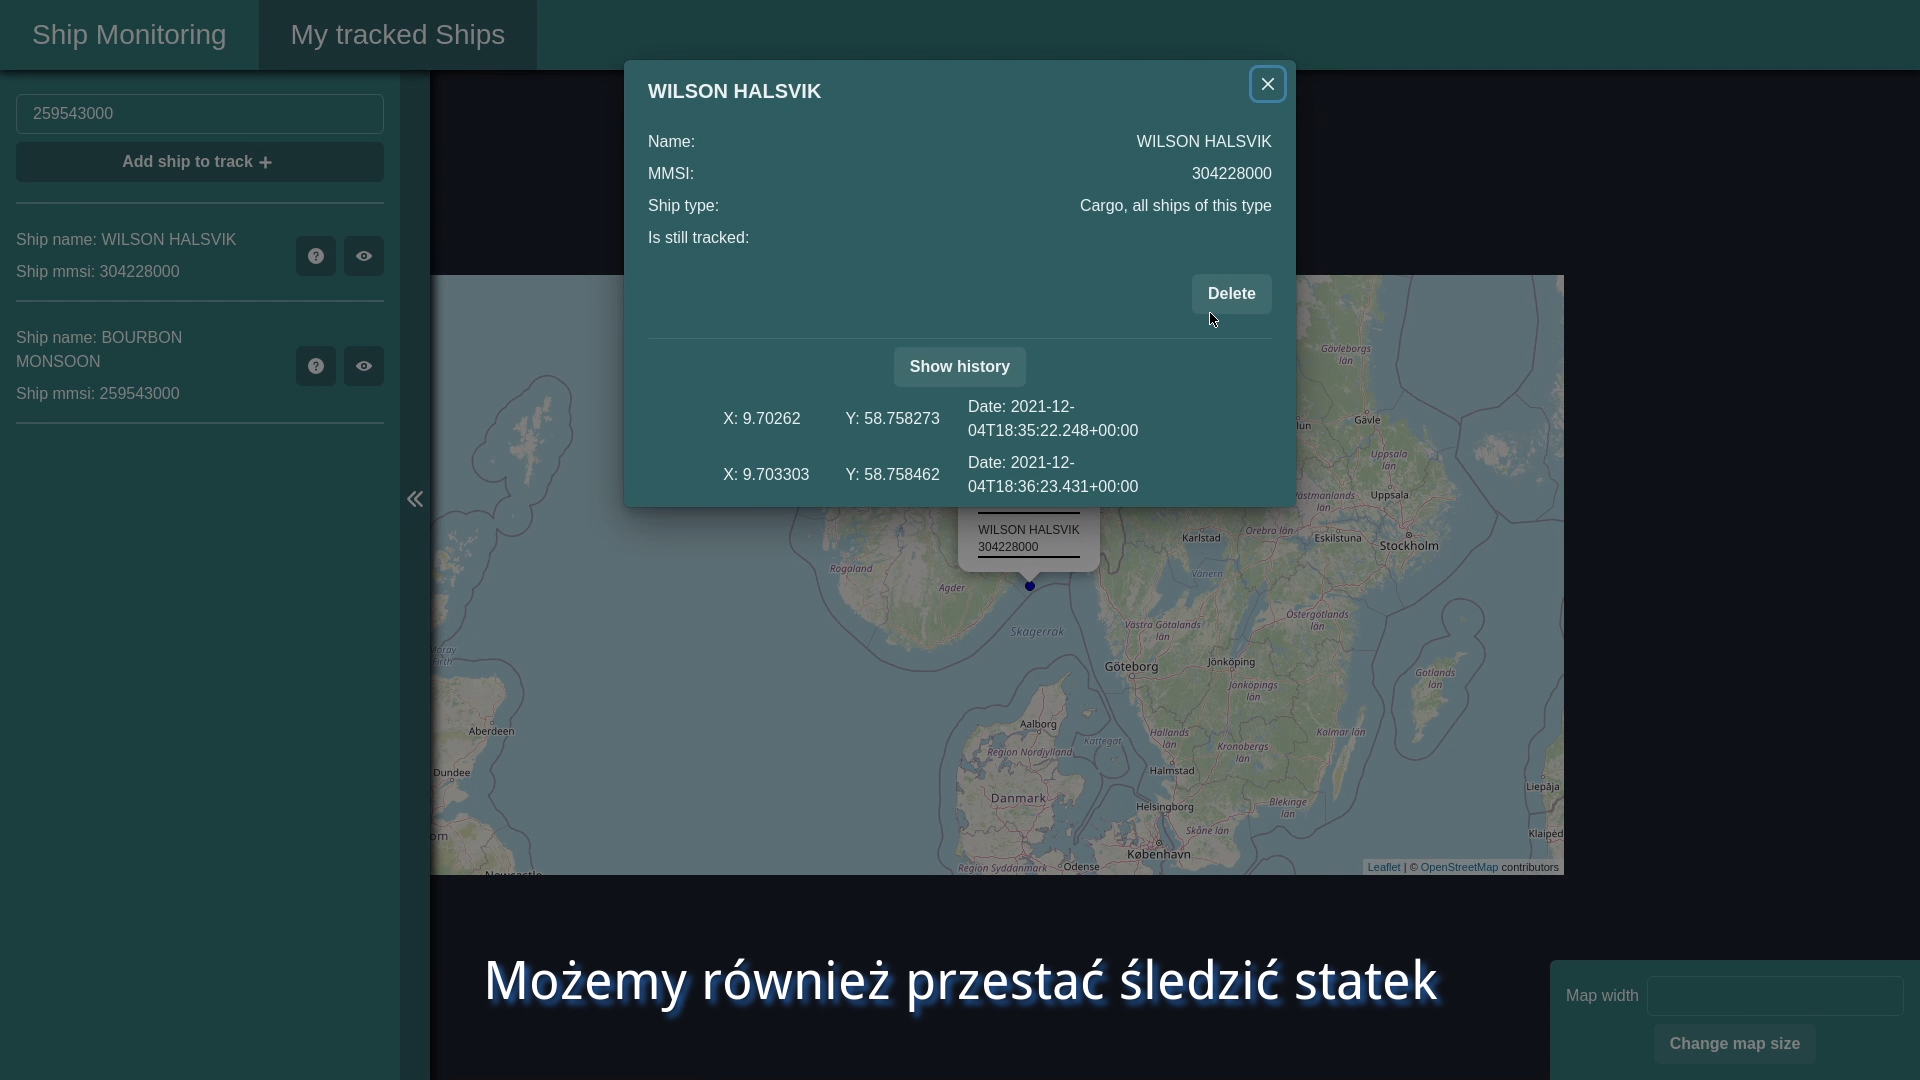 Ship Monitoring
My tracked Ships
259543000
Add ship to track
Ship name: WILSON HALSVIK
Ship mmsi: 304228000
Ship name: BOURBON
MONSOON
Ship mmsi: 259543000
WILSON HALSVIK
Name: WILSON HALSVIK
MMSI: 304228000
Ship type: Cargo, all ships of this type
Is still tracked:
Delete
Show history
X: 9.70262 Y: 58.758273 Date: 2021-12-
04T18:35:22.248+00:00
X: 9.703303 Y: 58.758462 Date: 2021-12-
04T18:36:23.431+00:00
WILSON HALSVIK
304228000
Gävleborgs
län
Gävle
Uppsala
län
Uppsala
Västmanlands
län
Örebro län
Eskilstuna
Karlstad
Stockholm
Rogaland
Agder
Vänern
Östergötlands
län
Västra Götalands
län
Skagerrak
Moray
Firth
Göteborg
Jönköping
Jönköpings
län
Gotlands
län
Aberdeen
Aalborg
Region Nordjylland
Kattegat
Hallands
län
Kronobergs
län
Kalmar län
Dundee
Halmstad
Liepāja
Danmark
Helsingborg
Blekinge
län
Skåne län
København
Region Syddanmark
Odense
Newcastle
Leaflet | © OpenStreetMap contributors
Możemy również przestać śledzić statek
Map width
Change map size